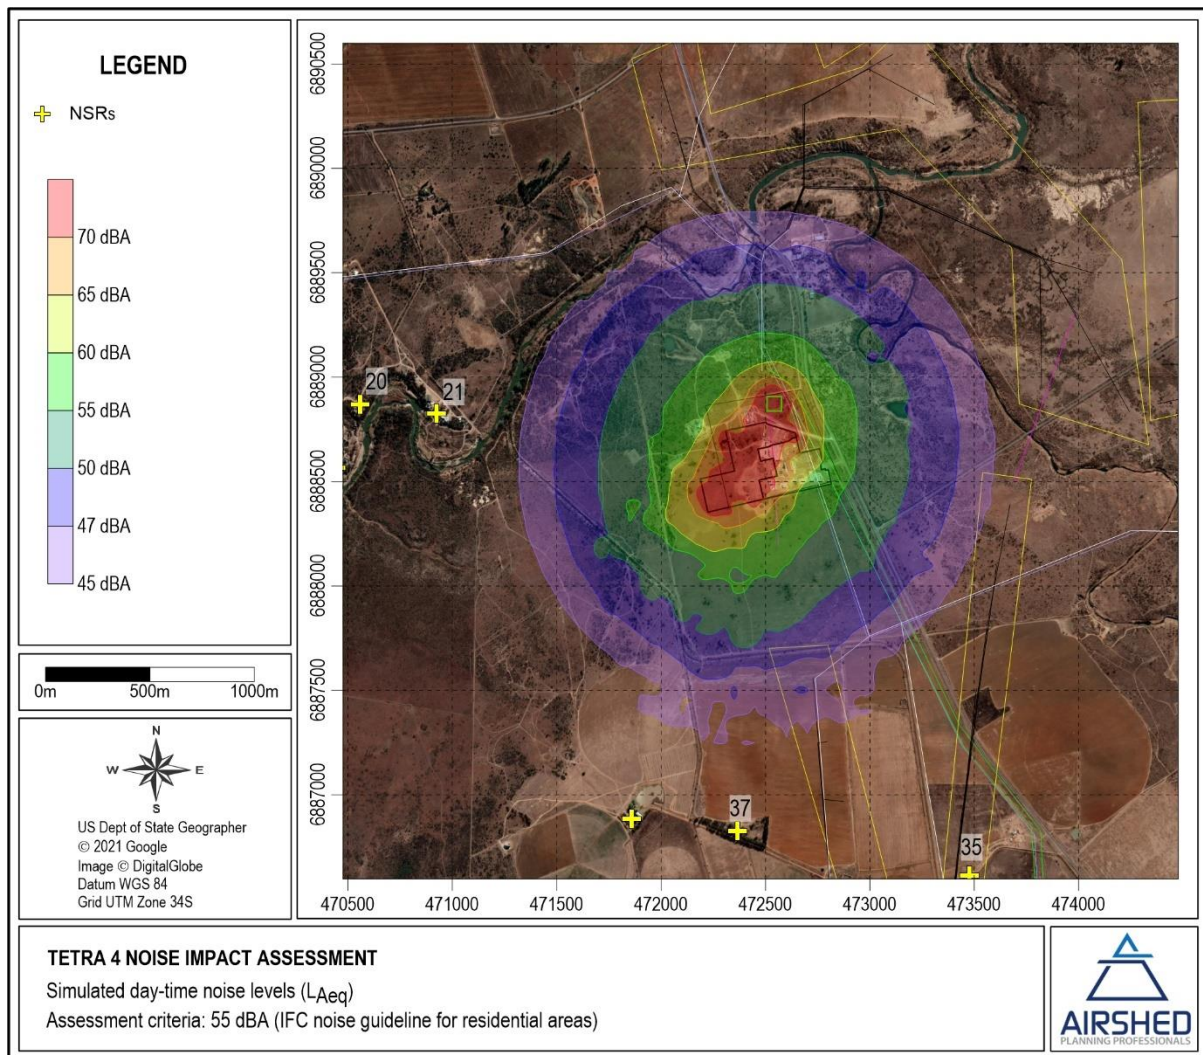 LEGEND
NSRs
70 dBA
65 dBA
60 dBA
55 dBA
50 dBA
47 dBA
45 dBA
0m 500m 1000m
N
W E
S
US Dept of State Geographer
© 2021 Google
Image © DigitalGlobe
Datum WGS 84
Grid UTM Zone 34S
6890500
6890000
6889500
6889000
6888500
6888000
6887500
6887000
20
21
37
35
470500 471000 471500 472000 472500 473000 473500 474000
TETRA 4 NOISE IMPACT ASSESSMENT
Simulated day-time noise levels (LAeq)
Assessment criteria: 55 dBA (IFC noise guideline for residential areas)
AIRSHED
PLANNING PROFESSIONALS